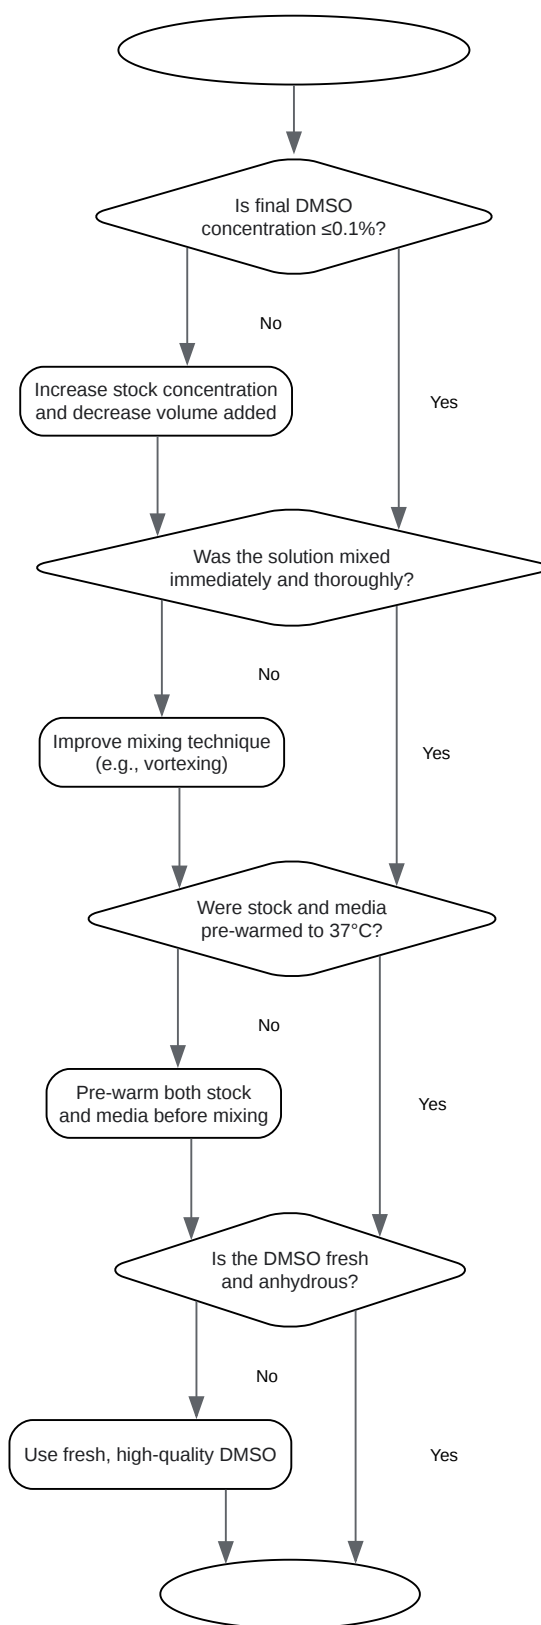 Is final DMSO
concentration ≤0.1%?
No
Increase stock concentration
and decrease volume added
Yes
Was the solution mixed
immediately and thoroughly?
No
Improve mixing technique
(e.g., vortexing)
Yes
Were stock and media
pre-warmed to 37°C?
No
Pre-warm both stock
and media before mixing
Yes
Is the DMSO fresh
and anhydrous?
No
Use fresh, high-quality DMSO
Yes